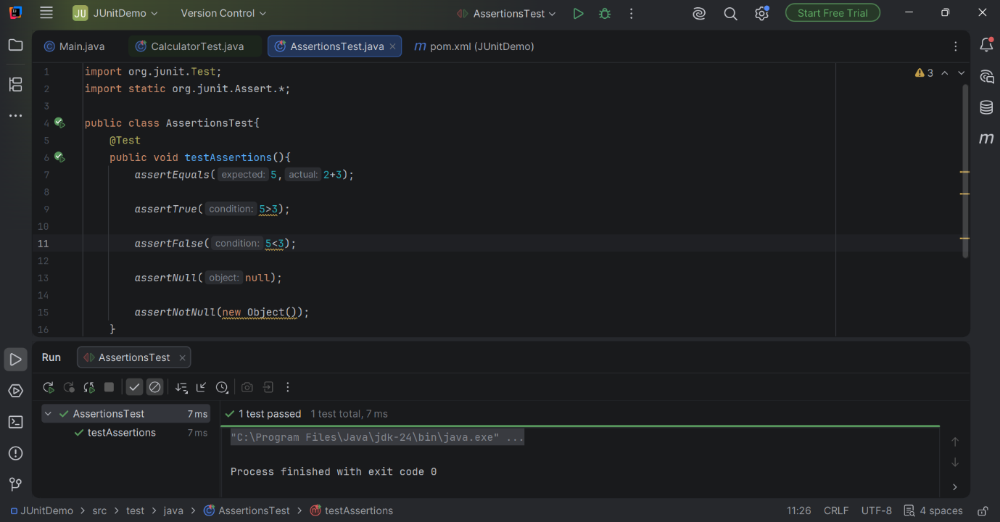 JU JUnitDemo Version Control AssertionsTest Start Free Trial
Main.java CalculatorTest.java AssertionsTest.java m pom.xml (JUnitDemo)
1 import org.junit.Test; 3
2 import static org.junit.Assert.*;
3
4 public class AssertionsTest{
5 @Test
6 public void testAssertions(){
7 assertEquals( expected: 5, actual: 2+3);
8
9 assertTrue( condition: 5>3);
10
11 assertFalse( condition: 5<3);
12
13 assertNull( object: null);
14
15 assertNotNull(new Object());
16 }
Run AssertionsTest
AssertionsTest 7 ms
testAssertions 7 ms
1 test passed 1 test total, 7 ms
"C:\Program Files\Java\jdk-24\bin\java.exe" ...
Process finished with exit code 0
JUnitDemo > src > test > java > AssertionsTest > testAssertions 11:26 CRLF UTF-8 4 spaces